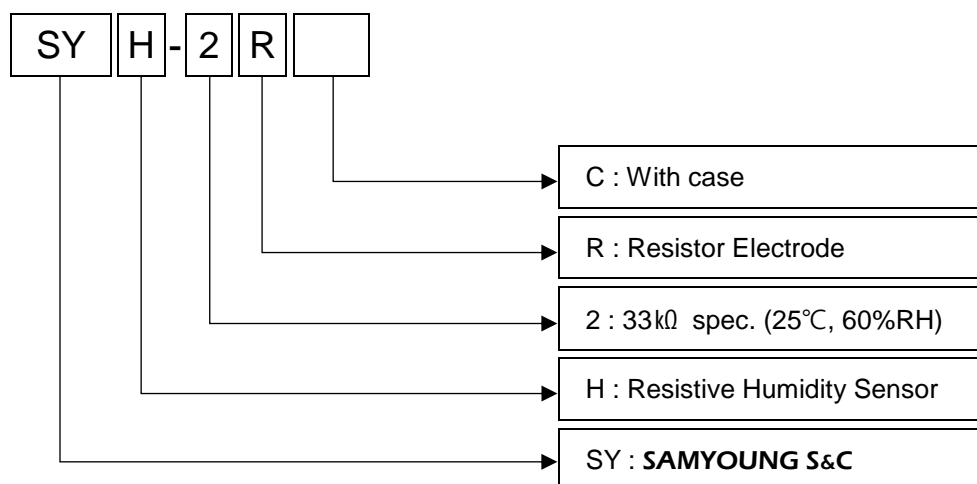 SY H - 2 R
C : With case
R : Resistor Electrode
2 : 33㏀ spec. (25℃, 60%RH)
H : Resistive Humidity Sensor
SY : SAMYOUNG S&C